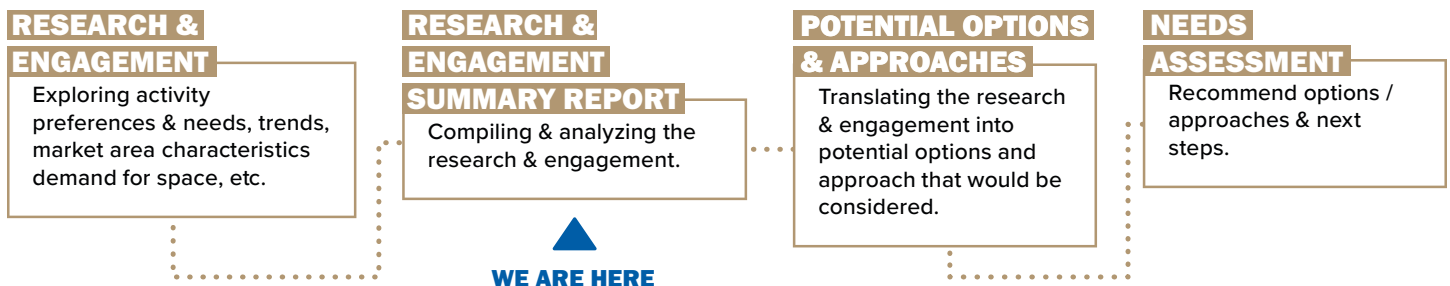 RESEARCH &
ENGAGEMENT
Exploring activity
preferences & needs, trends,
market area characteristics
demand for space, etc.
RESEARCH &
ENGAGEMENT
SUMMARY REPORT
Compiling & analyzing the
research & engagement.
WE ARE HERE
POTENTIAL OPTIONS
& APPROACHES
Translating the research
& engagement into
potential options and
approach that would be
considered.
NEEDS
ASSESSMENT
Recommend options /
approaches & next
steps.